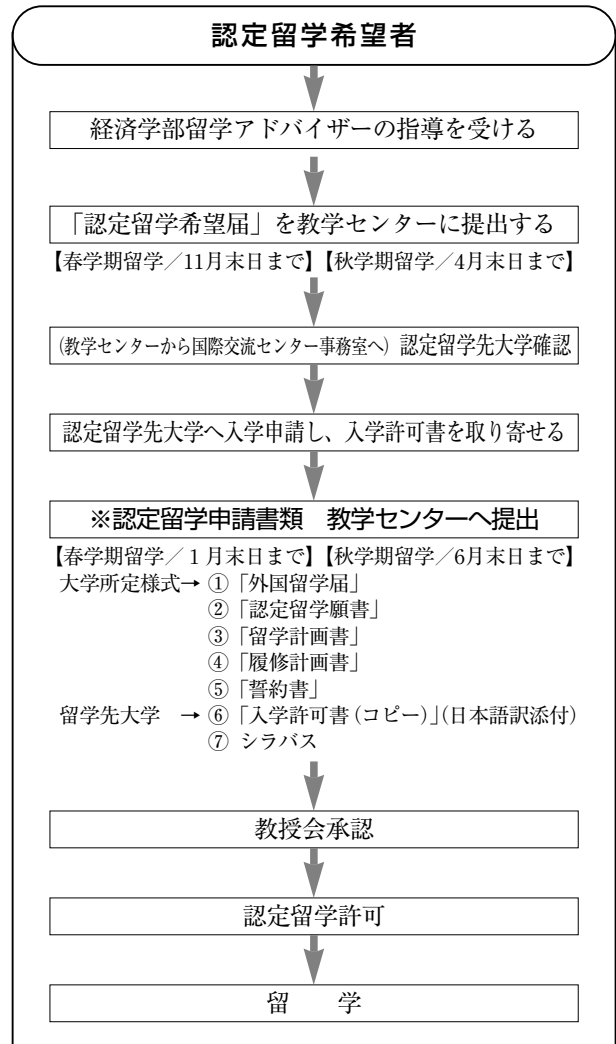 認定留学希望者
経済学部留学アドバイザーの指導を受ける
「認定留学希望届」を教学センターに提出する
【春学期留学／11月末日まで】【秋学期留学／4月末日まで】
(教学センターから国際交流センター事務室へ) 認定留学先大学確認
認定留学先大学へ入学申請し、入学許可書を取り寄せる
※認定留学申請書類　教学センターへ提出
【春学期留学／１月末日まで】【秋学期留学／6月末日まで】
大学所定様式→ ①「外国留学届」
②「認定留学願書」
③「留学計画書」
④「履修計画書」
⑤「誓約書」
留学先大学　→ ⑥「入学許可書 (コピー)」(日本語訳添付)
⑦ シラバス
教授会承認
認定留学許可
留　学